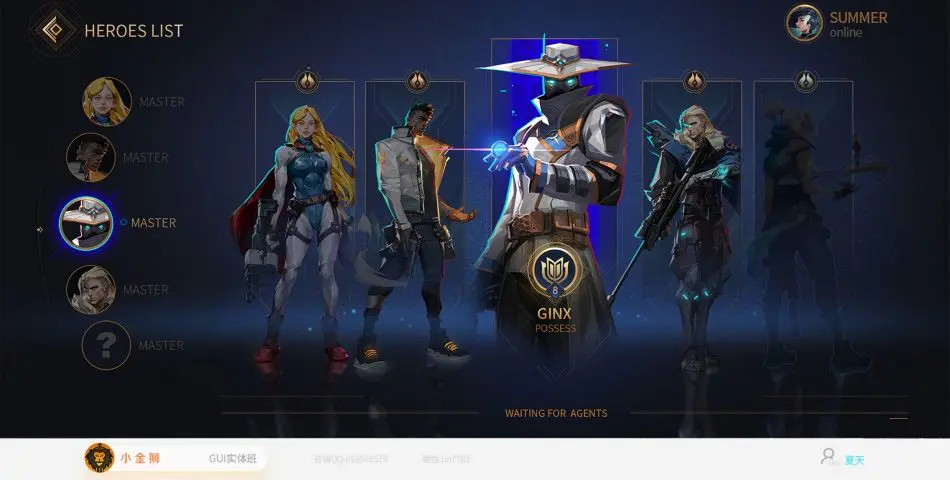 HEROES LIST
SUMMER
online
MASTER
MASTER
MASTER
MASTER
?
MASTER
8
GINX
POSSESS
WAITING FOR AGENTS
小金狮
GUI实体班
夏天